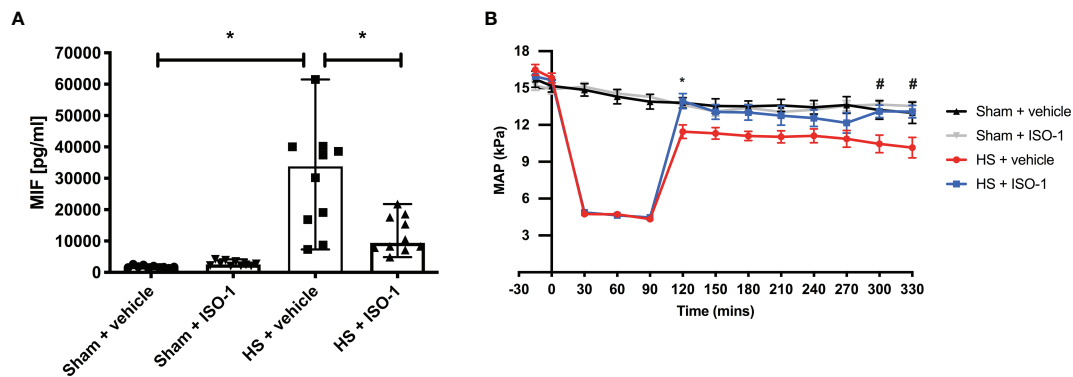 A
B
*
*
70000
60000
50000
40000
30000
20000
10000
0
MIF [pg/ml]
Sham + vehicle
Sham + ISO-1
HS + vehicle
HS + ISO-1
18
15
12
9
6
3
MAP (kPa)
*
#
#
-30 0 30 60 90 120 150 180 210 240 270 300 330
Time (mins)
Sham + vehicle
Sham + ISO-1
HS + vehicle
HS + ISO-1